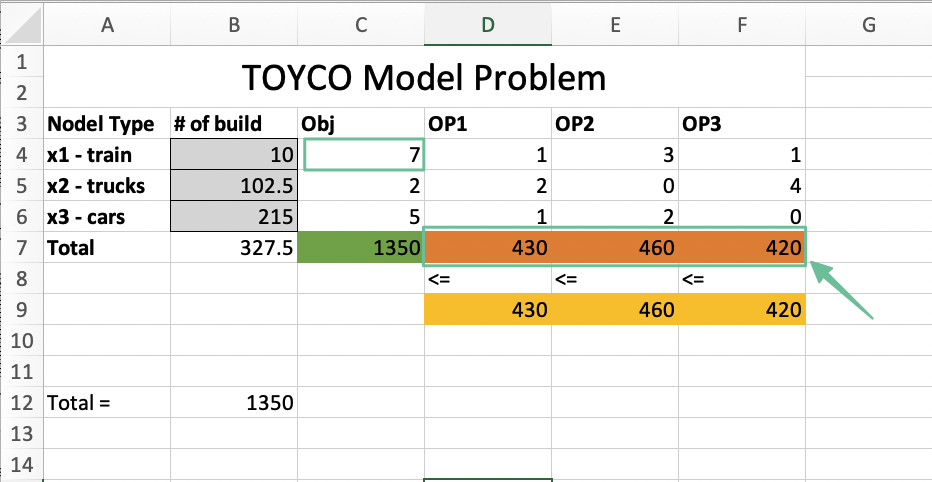 A B C D E F G
1
2 TOYCO Model Problem
3 Nodel Type # of build Obj OP1 OP2 OP3
4 x1 - train 10 7 1 3 1
5 x2 - trucks 102.5 2 2 0 4
6 x3 - cars 215 5 1 2 0
7 Total 327.5 1350 430 460 420
8 <= <= <=
9 430 460 420
10
11
12 Total = 1350
13
14